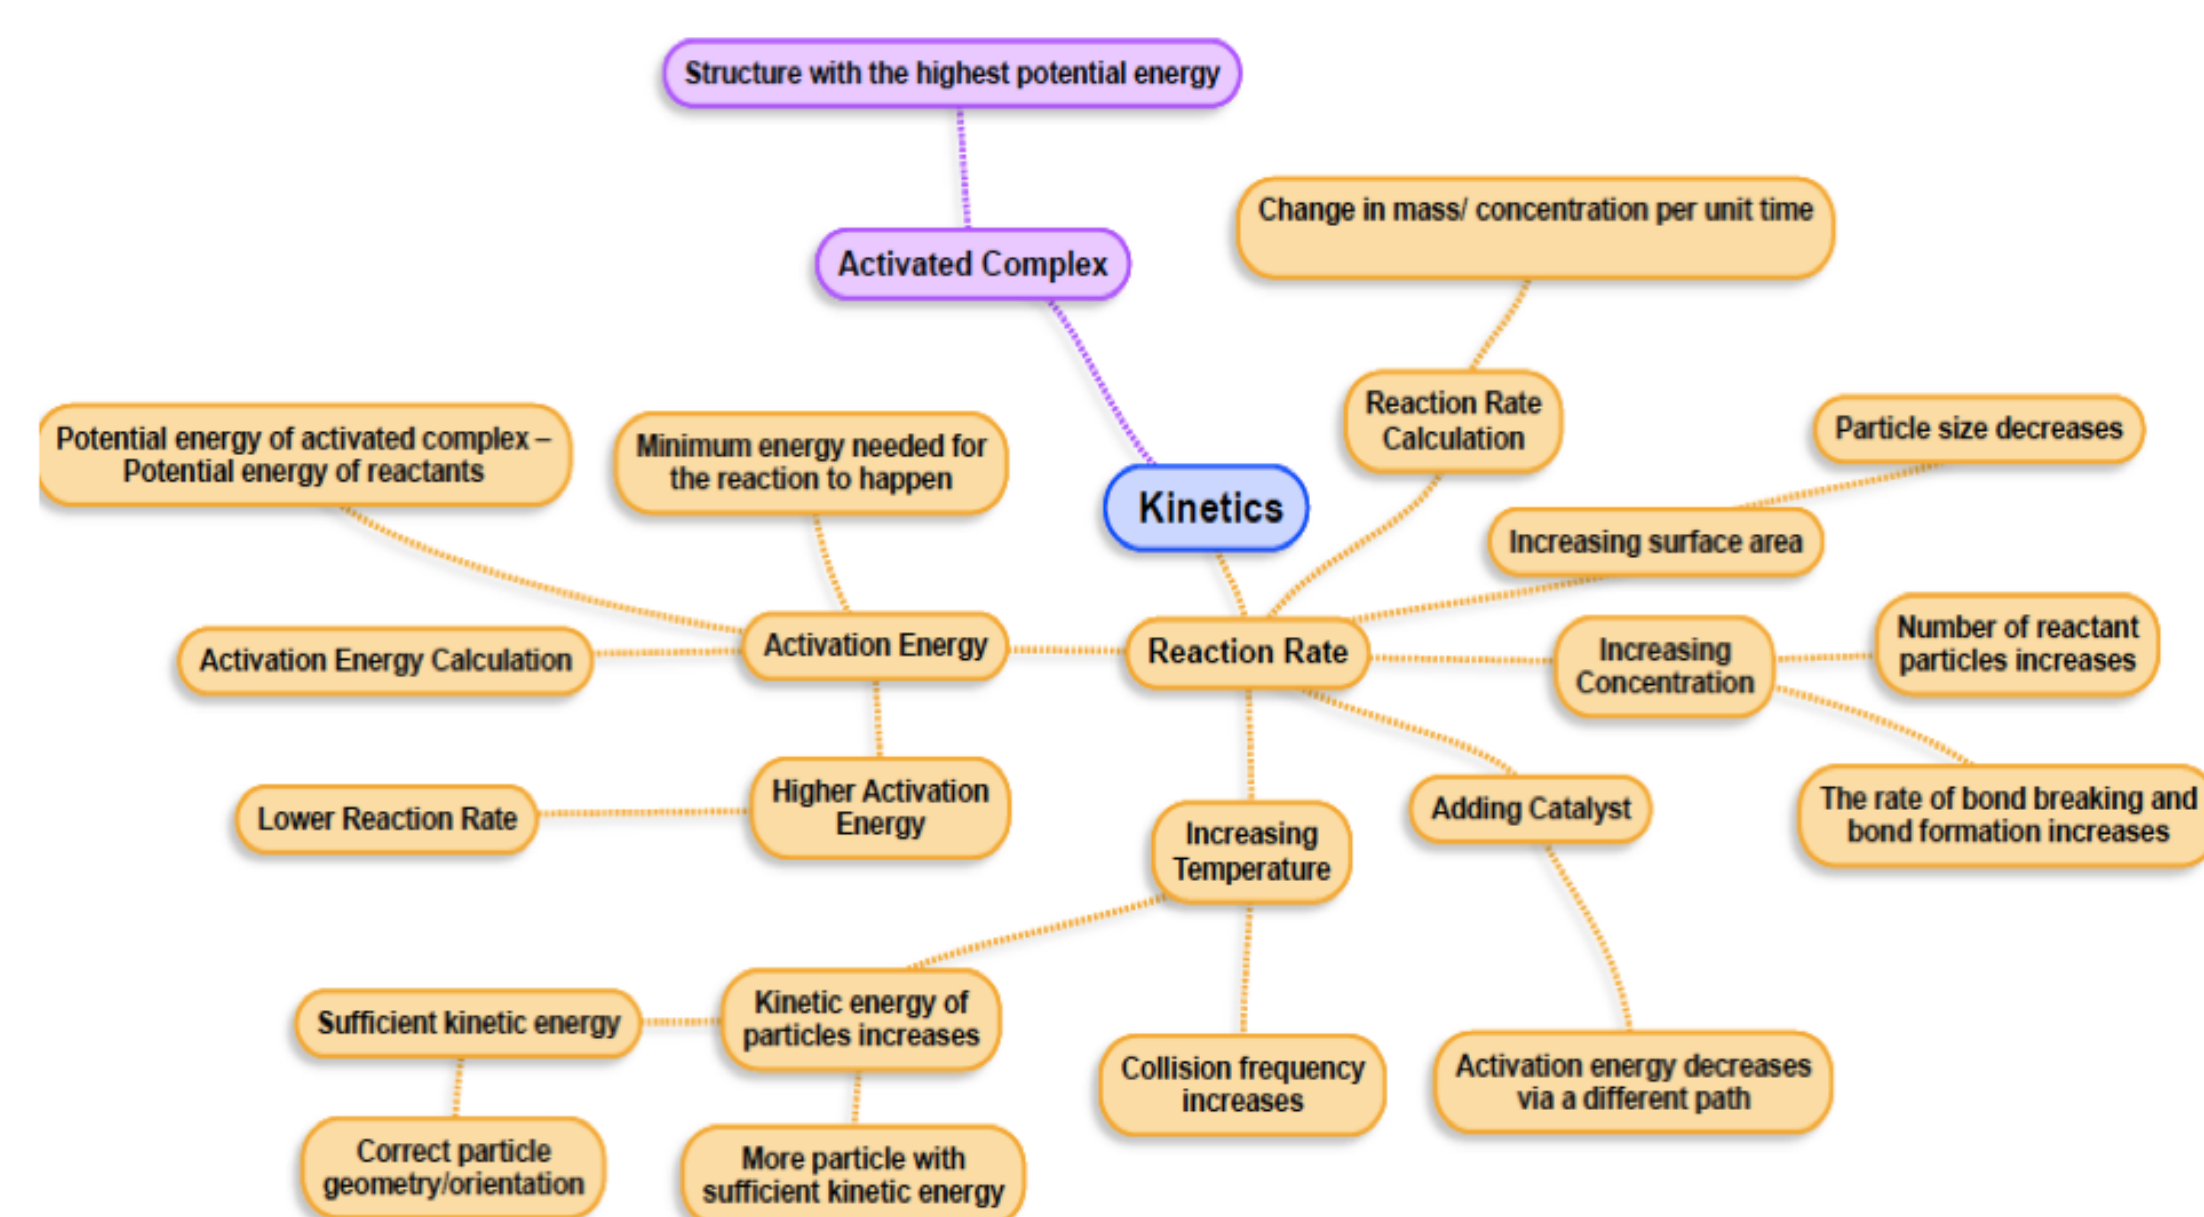 Structure with the highest potential energy
Change in mass/ concentration per unit time
Activated Complex
Reaction Rate
Calculation
Particle size decreases
Potential energy of activated complex –
Potential energy of reactants
Minimum energy needed for
the reaction to happen
Kinetics
Increasing surface area
Number of reactant
particles increases
Activation Energy Calculation
Activation Energy
Reaction Rate
Increasing
Concentration
Lower Reaction Rate
Higher Activation
Energy
Increasing
Temperature
Adding Catalyst
The rate of bond breaking and
bond formation increases
Sufficient kinetic energy
Kinetic energy of
particles increases
Collision frequency
increases
Activation energy decreases
via a different path
Correct particle
geometry/orientation
More particle with
sufficient kinetic energy